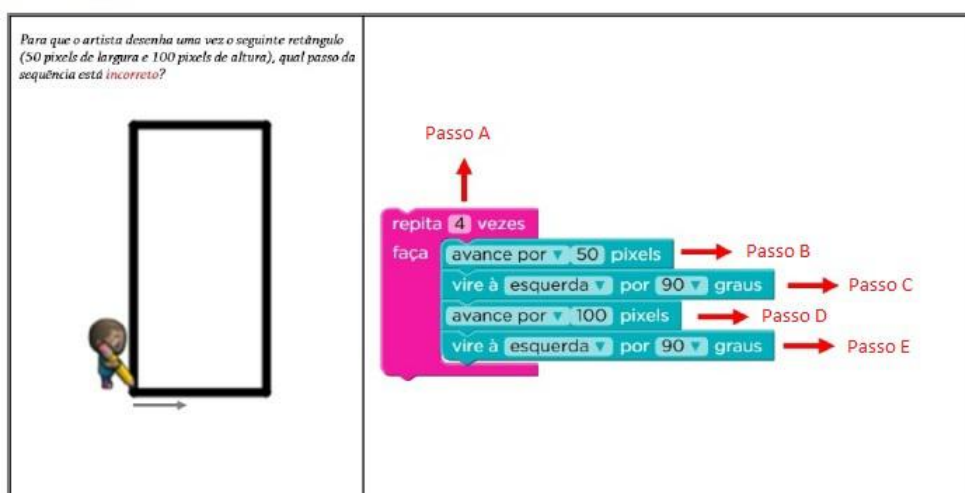 Para que o artista desenha uma vez o seguinte retângulo
(50 pixels de largura e 100 pixels de altura), qual passo da
sequência está incorreto?
Passo A
repita 4 vezes
faça
avance por 50 pixels
Passo B
vire à esquerda por 90 graus
Passo C
avance por 100 pixels
Passo D
vire à esquerda por 90 graus
Passo E